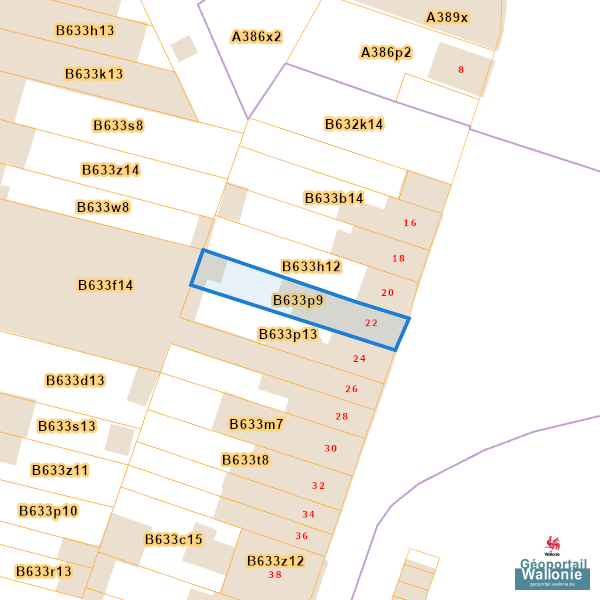 A389x
B633h13
A386x2
A386p2
8
B633k13
B633s8
B632k14
B633z14
B633b14
B633w8
16
18
B633h12
B633f14
20
B633p9
22
B633p13
24
B633d13
26
28
B633m7
B633s13
30
B633t8
B633z11
32
B633p10
34
36
B633c15
B633z12
B633r13
38
Wallonie
Géoportail
Wallonie
geoportail.wallonie.be